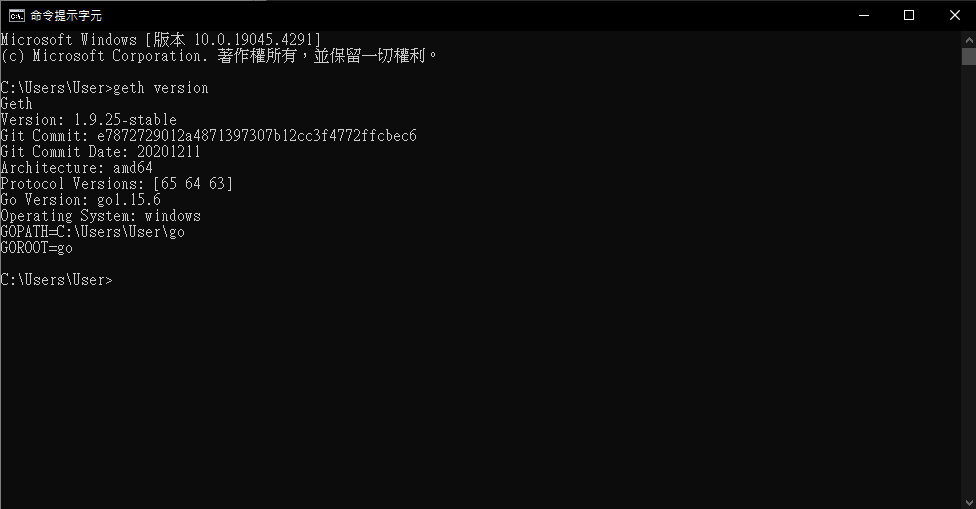 命令提示字元
Microsoft Windows [版本 10.0.19045.4291]
(c) Microsoft Corporation. 著作權所有，並保留一切權利。
C:\Users\User>geth version
Geth
Version: 1.9.25-stable
Git Commit: e7872729012a4871397307b12cc3f4772ffcbec6
Git Commit Date: 20201211
Architecture: amd64
Protocol Versions: [65 64 63]
Go Version: go1.15.6
Operating System: windows
GOPATH=C:\Users\User\go
GOROOT=go
C:\Users\User>